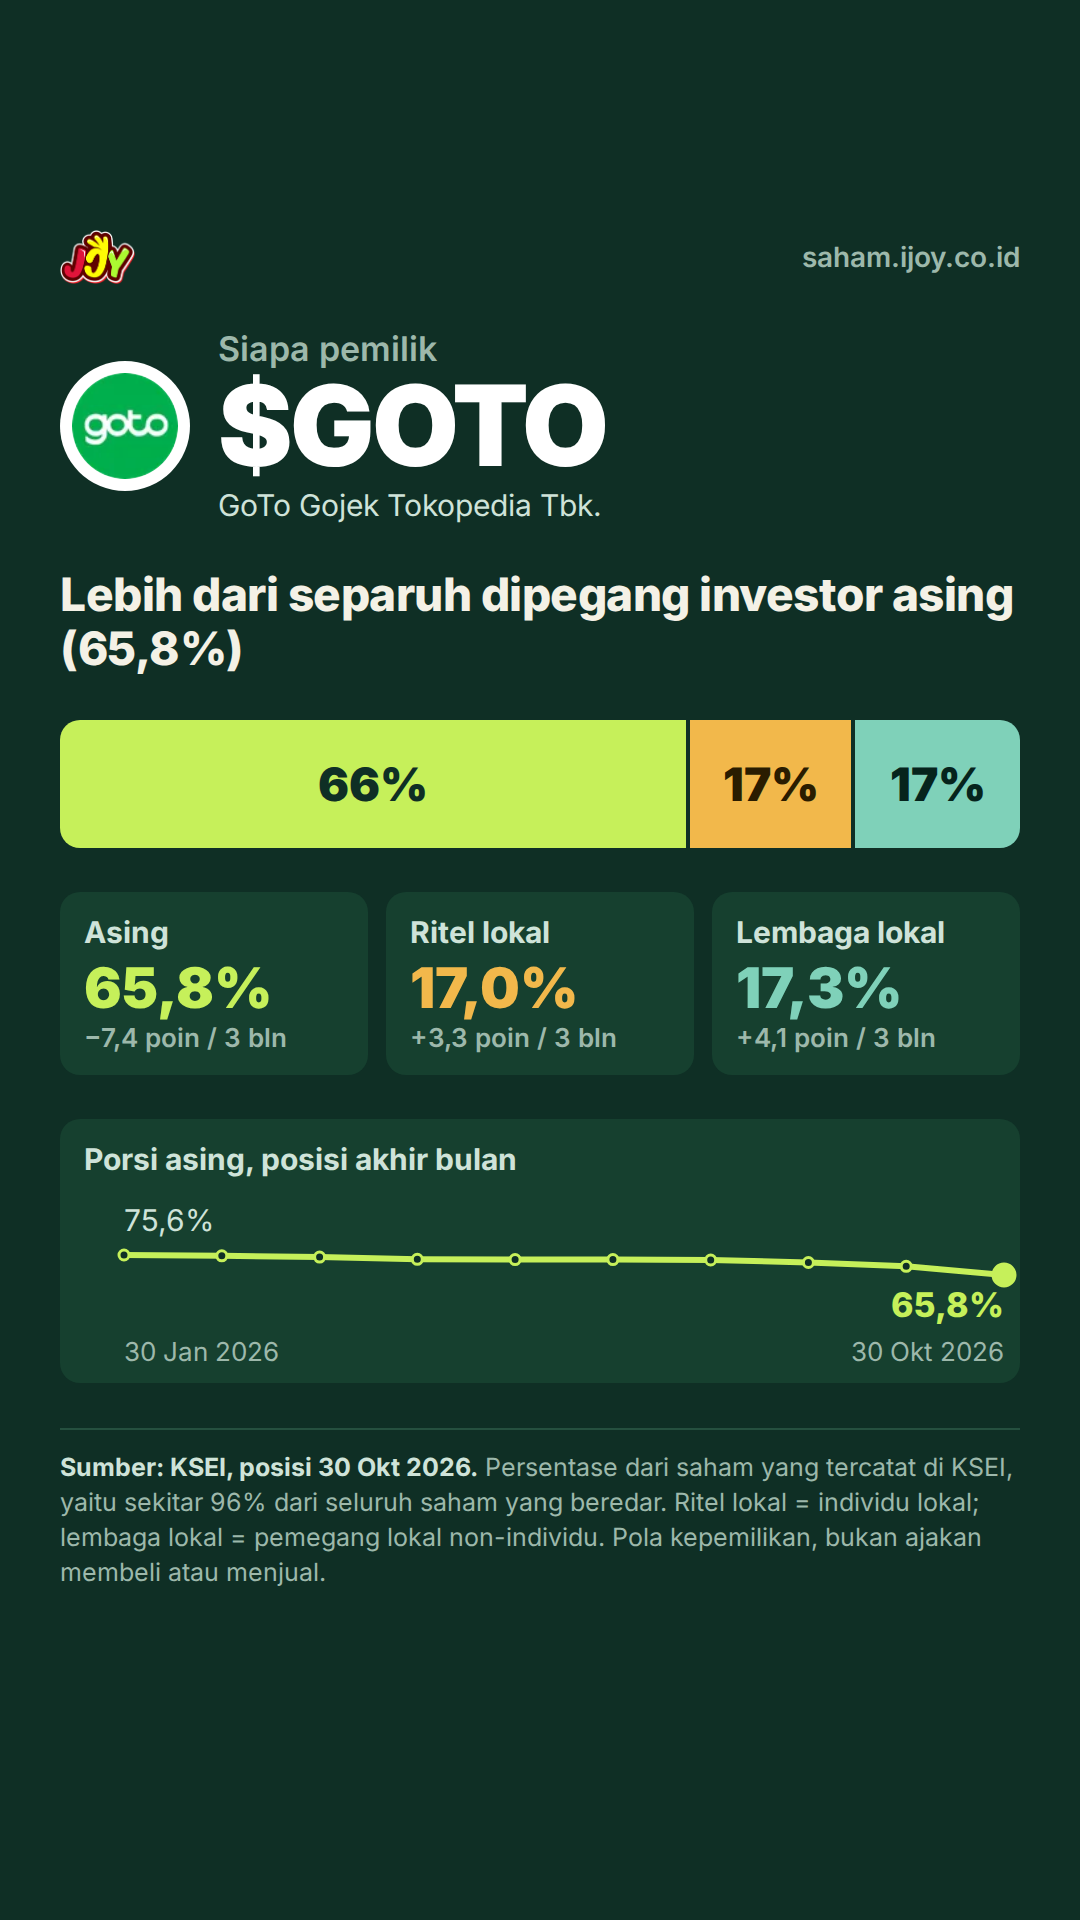 JOY
saham.ijoy.co.id
Siapa pemilik
$GOTO
goto
GoTo Gojek Tokopedia Tbk.
Lebih dari separuh dipegang investor asing
(65,8%)
66%
17%
17%
Asing
65,8%
−7,4 poin / 3 bln
Ritel lokal
17,0%
+3,3 poin / 3 bln
Lembaga lokal
17,3%
+4,1 poin / 3 bln
Porsi asing, posisi akhir bulan
75,6%
65,8%
30 Jan 2026
30 Okt 2026
Sumber: KSEI, posisi 30 Okt 2026. Persentase dari saham yang tercatat di KSEI,
yaitu sekitar 96% dari seluruh saham yang beredar. Ritel lokal = individu lokal;
lembaga lokal = pemegang lokal non-individu. Pola kepemilikan, bukan ajakan
membeli atau menjual.